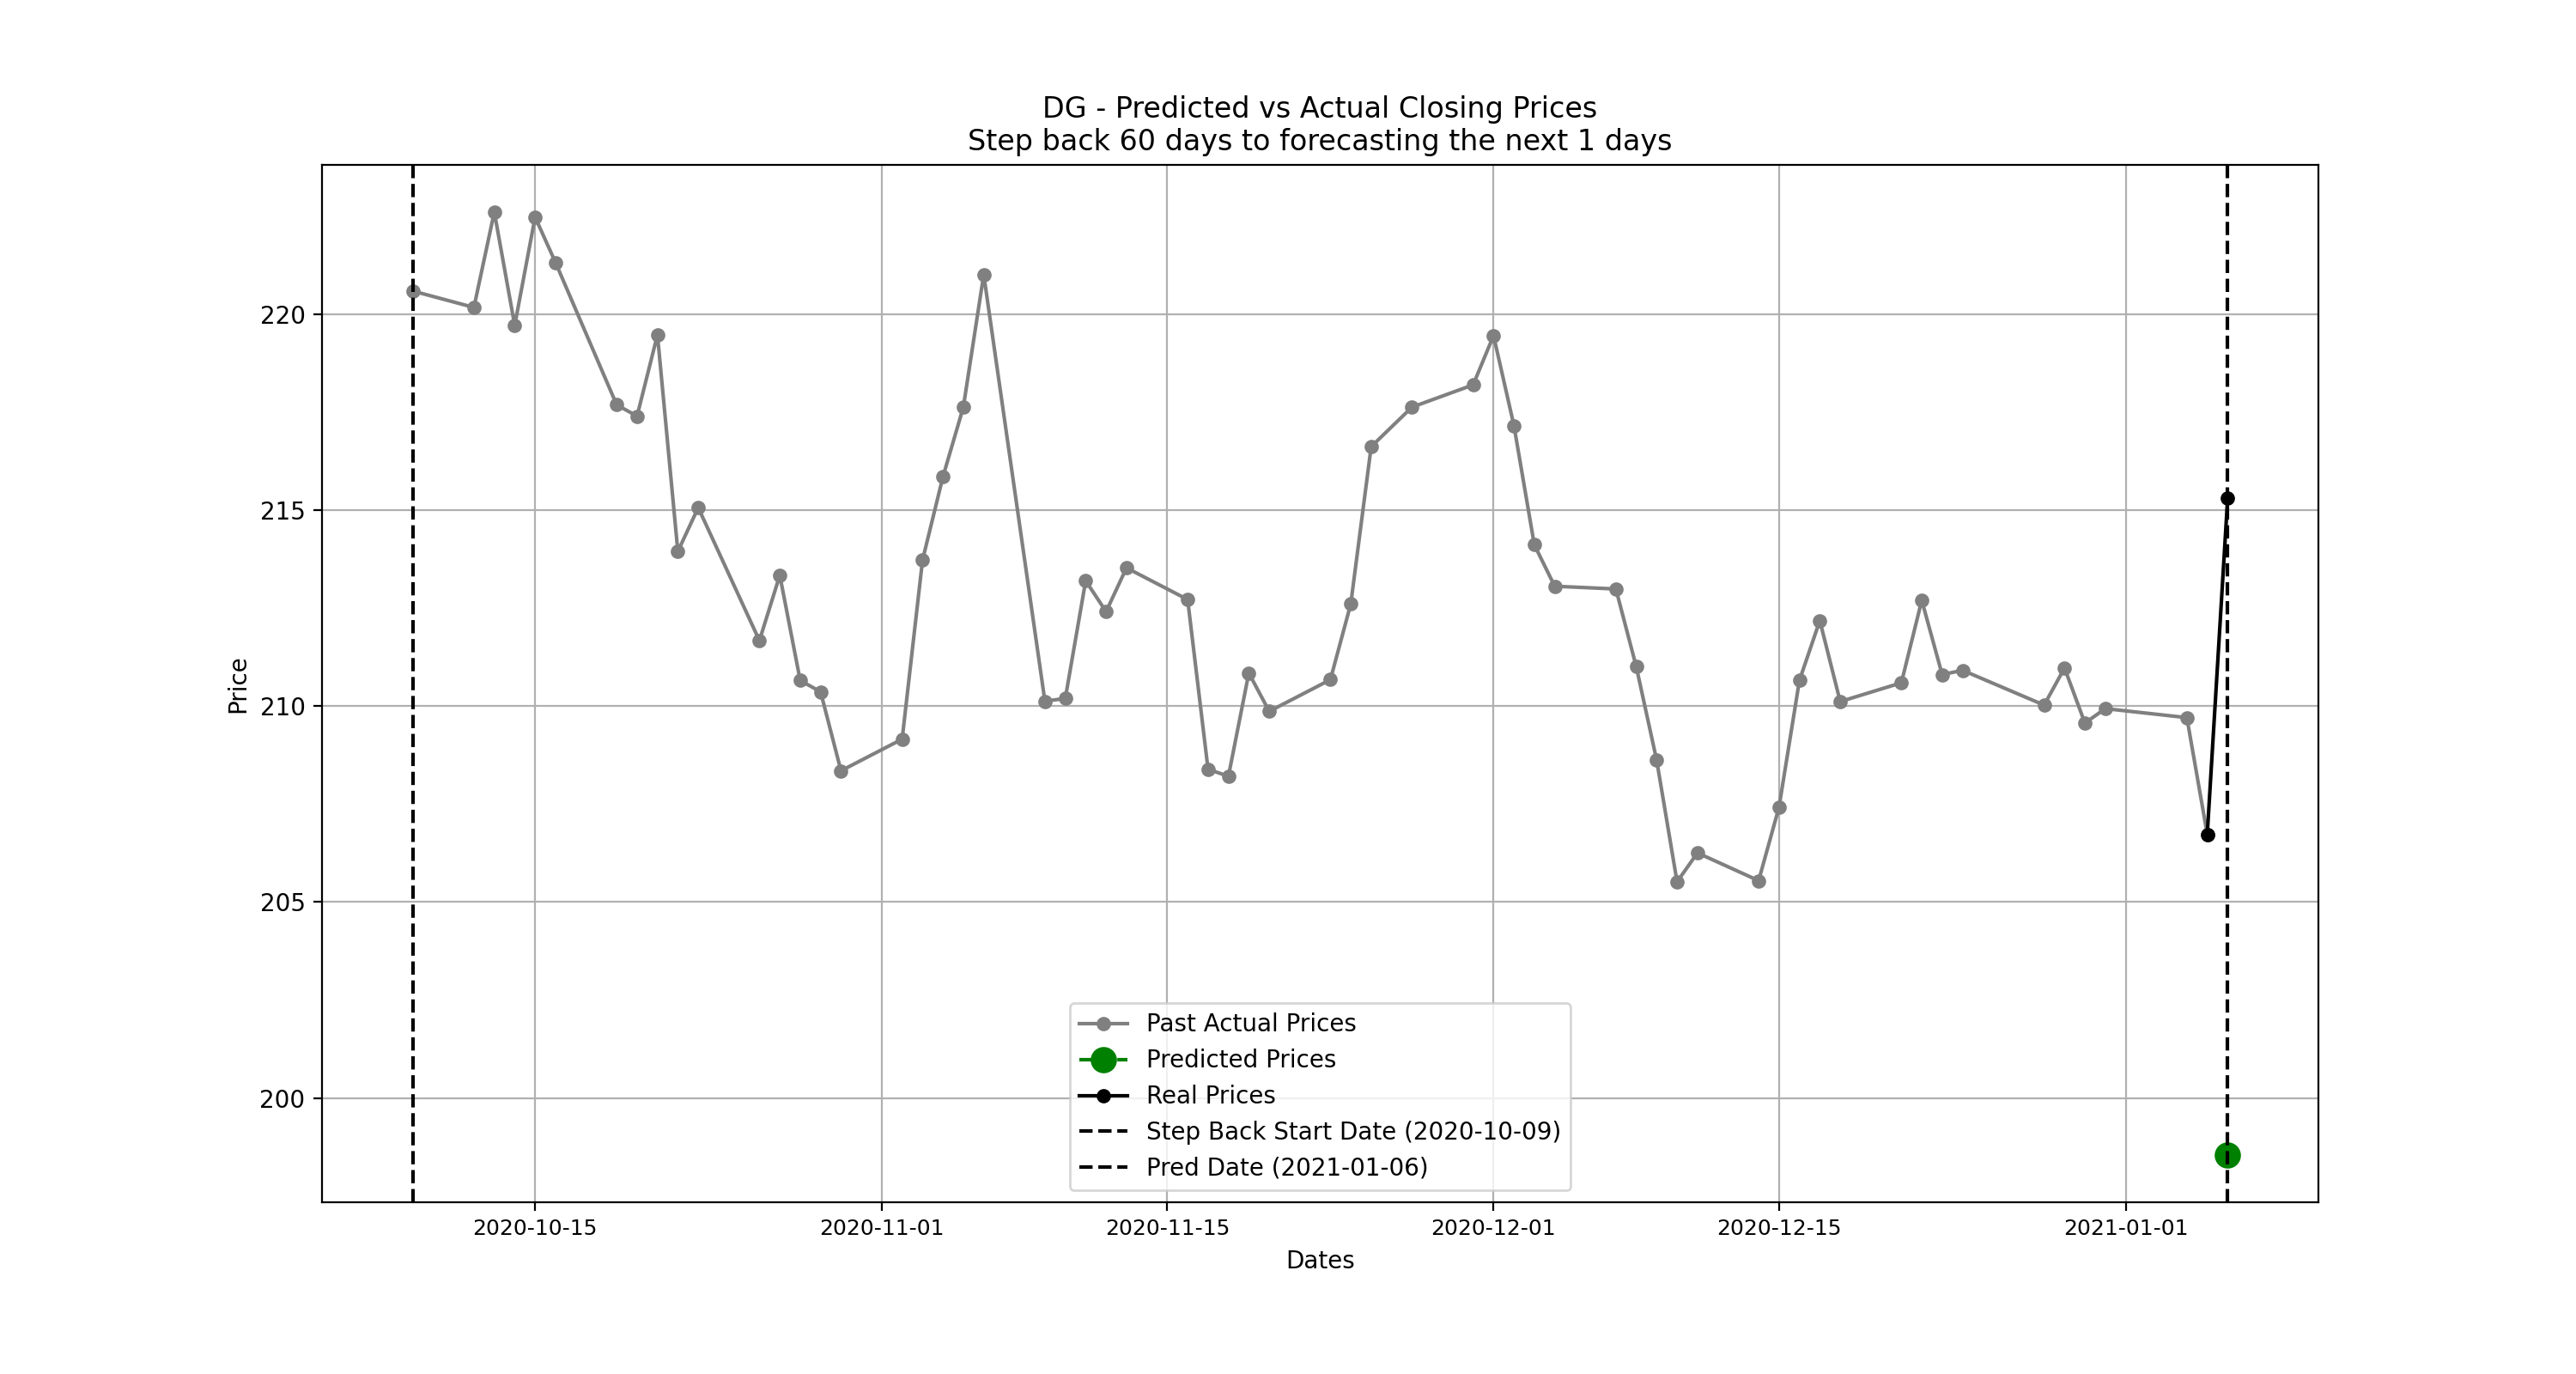 DG - Predicted vs Actual Closing Prices
Step back 60 days to forecasting the next 1 days
Price
220
215
210
205
200
Past Actual Prices
Predicted Prices
Real Prices
Step Back Start Date (2020-10-09)
Pred Date (2021-01-06)
2020-10-15
2020-11-01
2020-11-15
2020-12-01
2020-12-15
2021-01-01
Dates